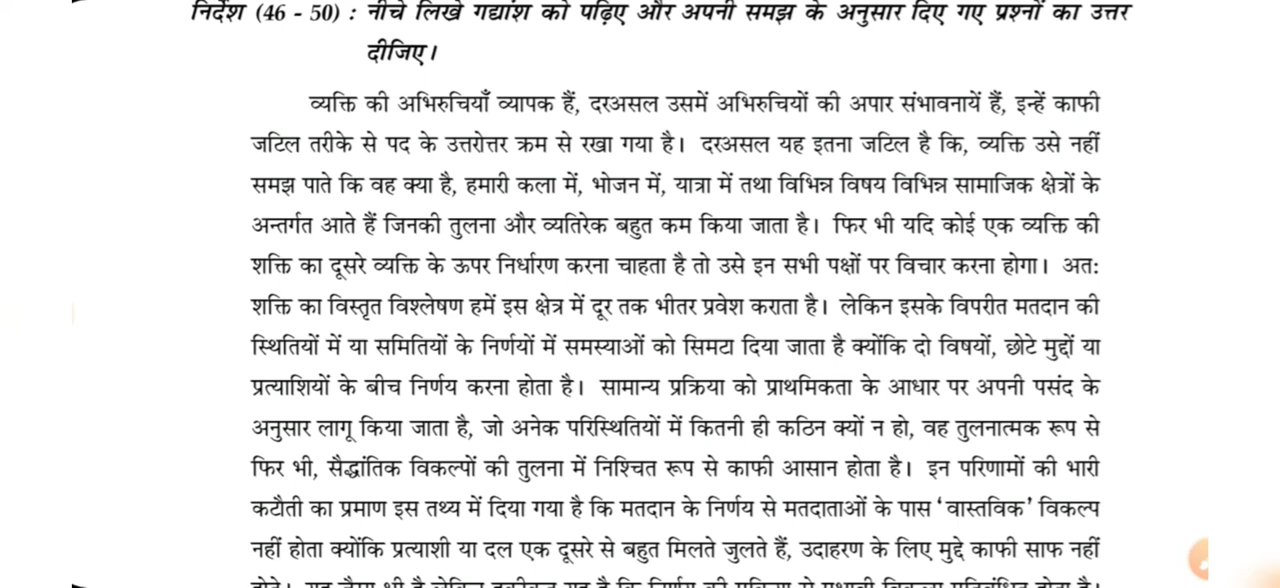 निर्देश (46 - 50) : नीचे लिखे गद्यांश को पढ़िए और अपनी समझ के अनुसार दिए गए प्रश्नों का उत्तर
दीजिए।
व्यक्ति की अभिरुचियाँ व्यापक हैं, दरअसल उसमें अभिरुचियों की अपार संभावनायें हैं, इन्हें काफी
जटिल तरीके से पद के उत्तरोत्तर क्रम से रखा गया है। दरअसल यह इतना जटिल है कि, व्यक्ति उसे नहीं
समझ पाते कि वह क्या है, हमारी कला में, भोजन में, यात्रा में तथा विभिन्न विषय विभिन्न सामाजिक क्षेत्रों के
अन्तर्गत आते हैं जिनकी तुलना और व्यतिरेक बहुत कम किया जाता है। फिर भी यदि कोई एक व्यक्ति की
शक्ति का दूसरे व्यक्ति के ऊपर निर्धारण करना चाहता है तो उसे इन सभी पक्षों पर विचार करना होगा। अत:
शक्ति का विस्तृत विश्लेषण हमें इस क्षेत्र में दूर तक भीतर प्रवेश कराता है। लेकिन इसके विपरीत मतदान की
स्थितियों में या समितियों के निर्णयों में समस्याओं को सिमटा दिया जाता है क्योंकि दो विषयों, छोटे मुद्दों या
प्रत्याशियों के बीच निर्णय करना होता है। सामान्य प्रक्रिया को प्राथमिकता के आधार पर अपनी पसंद के
अनुसार लागू किया जाता है, जो अनेक परिस्थितियों में कितनी ही कठिन क्यों न हो, वह तुलनात्मक रूप से
फिर भी, सैद्धांतिक विकल्पों की तुलना में निश्चित रूप से काफी आसान होता है। इन परिणामों की भारी
कटौती का प्रमाण इस तथ्य में दिया गया है कि मतदान के निर्णय से मतदाताओं के पास 'वास्तविक' विकल्प
नहीं होता क्योंकि प्रत्याशी या दल एक दूसरे से बहुत मिलते जुलते हैं, उदाहरण के लिए मुद्दे काफी साफ नहीं